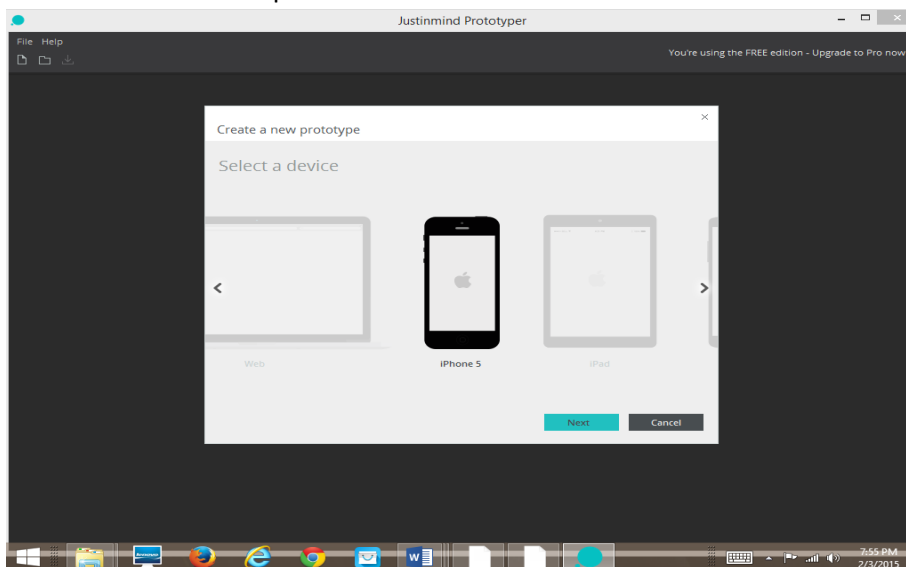 Justinmind Prototyper
File Help
You're using the FREE edition - Upgrade to Pro now
Create a new prototype
Select a device
Web
iPhone 5
iPad
Next
Cancel
7:55 PM
2/3/2015